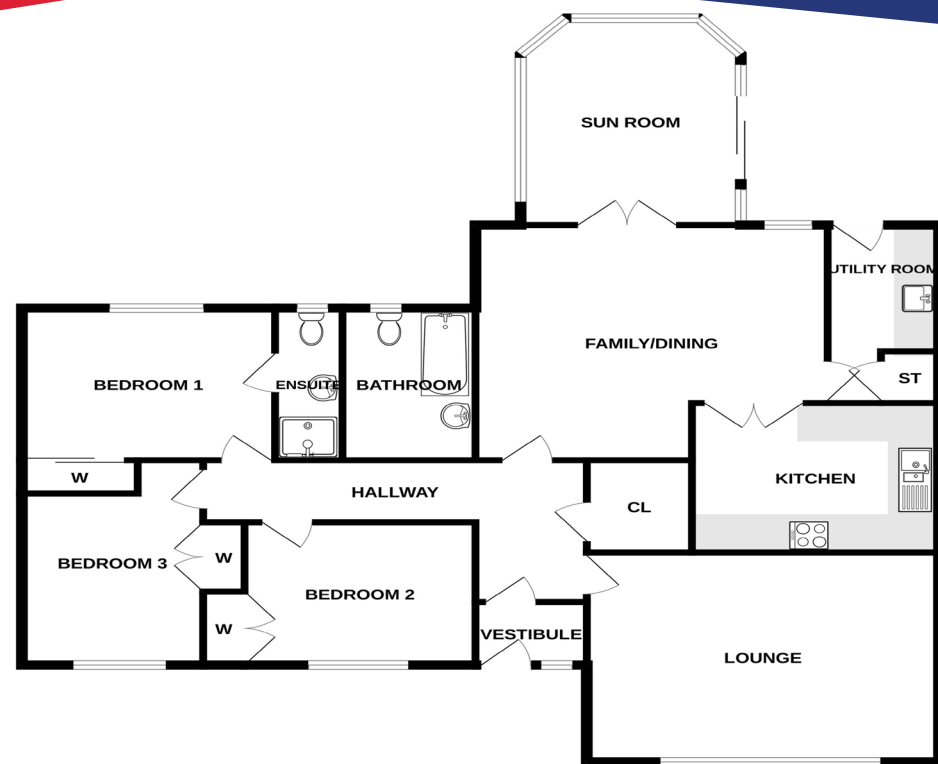 SUN ROOM
UTILITY ROOM
FAMILY/DINING
ST
BEDROOM 1
ENSUITE
BATHROOM
W
HALLWAY
CL
KITCHEN
BEDROOM 3
W
BEDROOM 2
W
VESTIBULE
LOUNGE